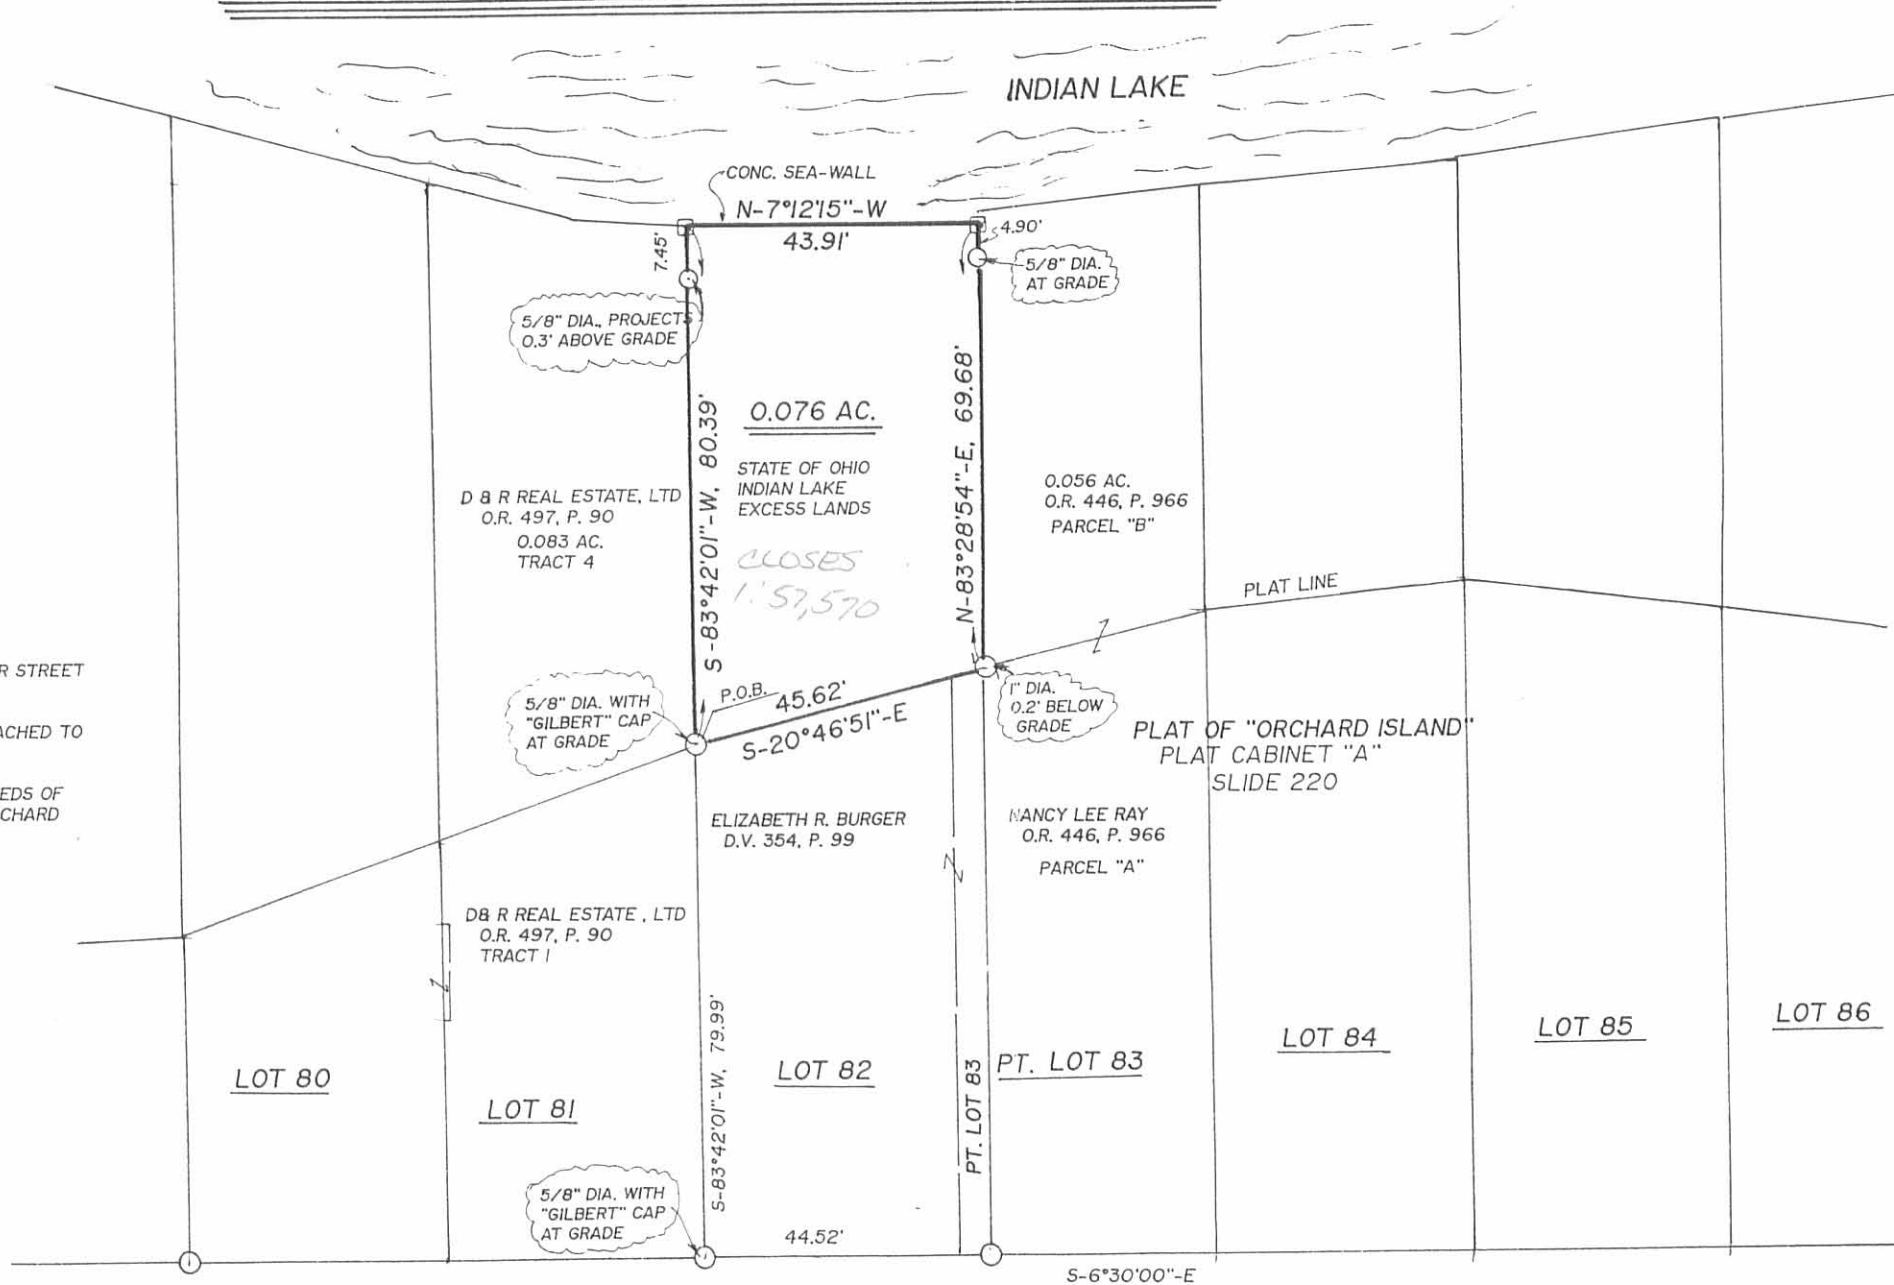 INDIAN LAKE
CONC. SEA-WALL
N-7°12'15"-W
43.91'
7.45'
4.90'
5/8" DIA.
AT GRADE
5/8" DIA., PROJECTS
0.3' ABOVE GRADE
S-83°42'01"-W, 80.39'
0.076 AC.
STATE OF OHIO
INDIAN LAKE
EXCESS LANDS
CLOSES
1:57,570
N-83°28'54"-E, 69.68'
D & R REAL ESTATE, LTD
O.R. 497, P. 90
0.083 AC.
TRACT 4
0.056 AC.
O.R. 446, P. 966
PARCEL "B"
PLAT LINE
R STREET
ACHED TO
EDS OF
CHARD
5/8" DIA. WITH
"GILBERT" CAP
AT GRADE
P.O.B.
45.62'
S-20°46'51"-E
1" DIA.
0.2' BELOW
GRADE
PLAT OF "ORCHARD ISLAND"
PLAT CABINET "A"
SLIDE 220
ELIZABETH R. BURGER
D.V. 354, P. 99
NANCY LEE RAY
O.R. 446, P. 966
PARCEL "A"
D& R REAL ESTATE, LTD
O.R. 497, P. 90
TRACT 1
LOT 80
LOT 81
S-83°42'01"-W, 79.99'
LOT 82
PT. LOT 83
PT. LOT 83
LOT 84
LOT 85
LOT 86
5/8" DIA. WITH
"GILBERT" CAP
AT GRADE
44.52'
S-6°30'00"-E